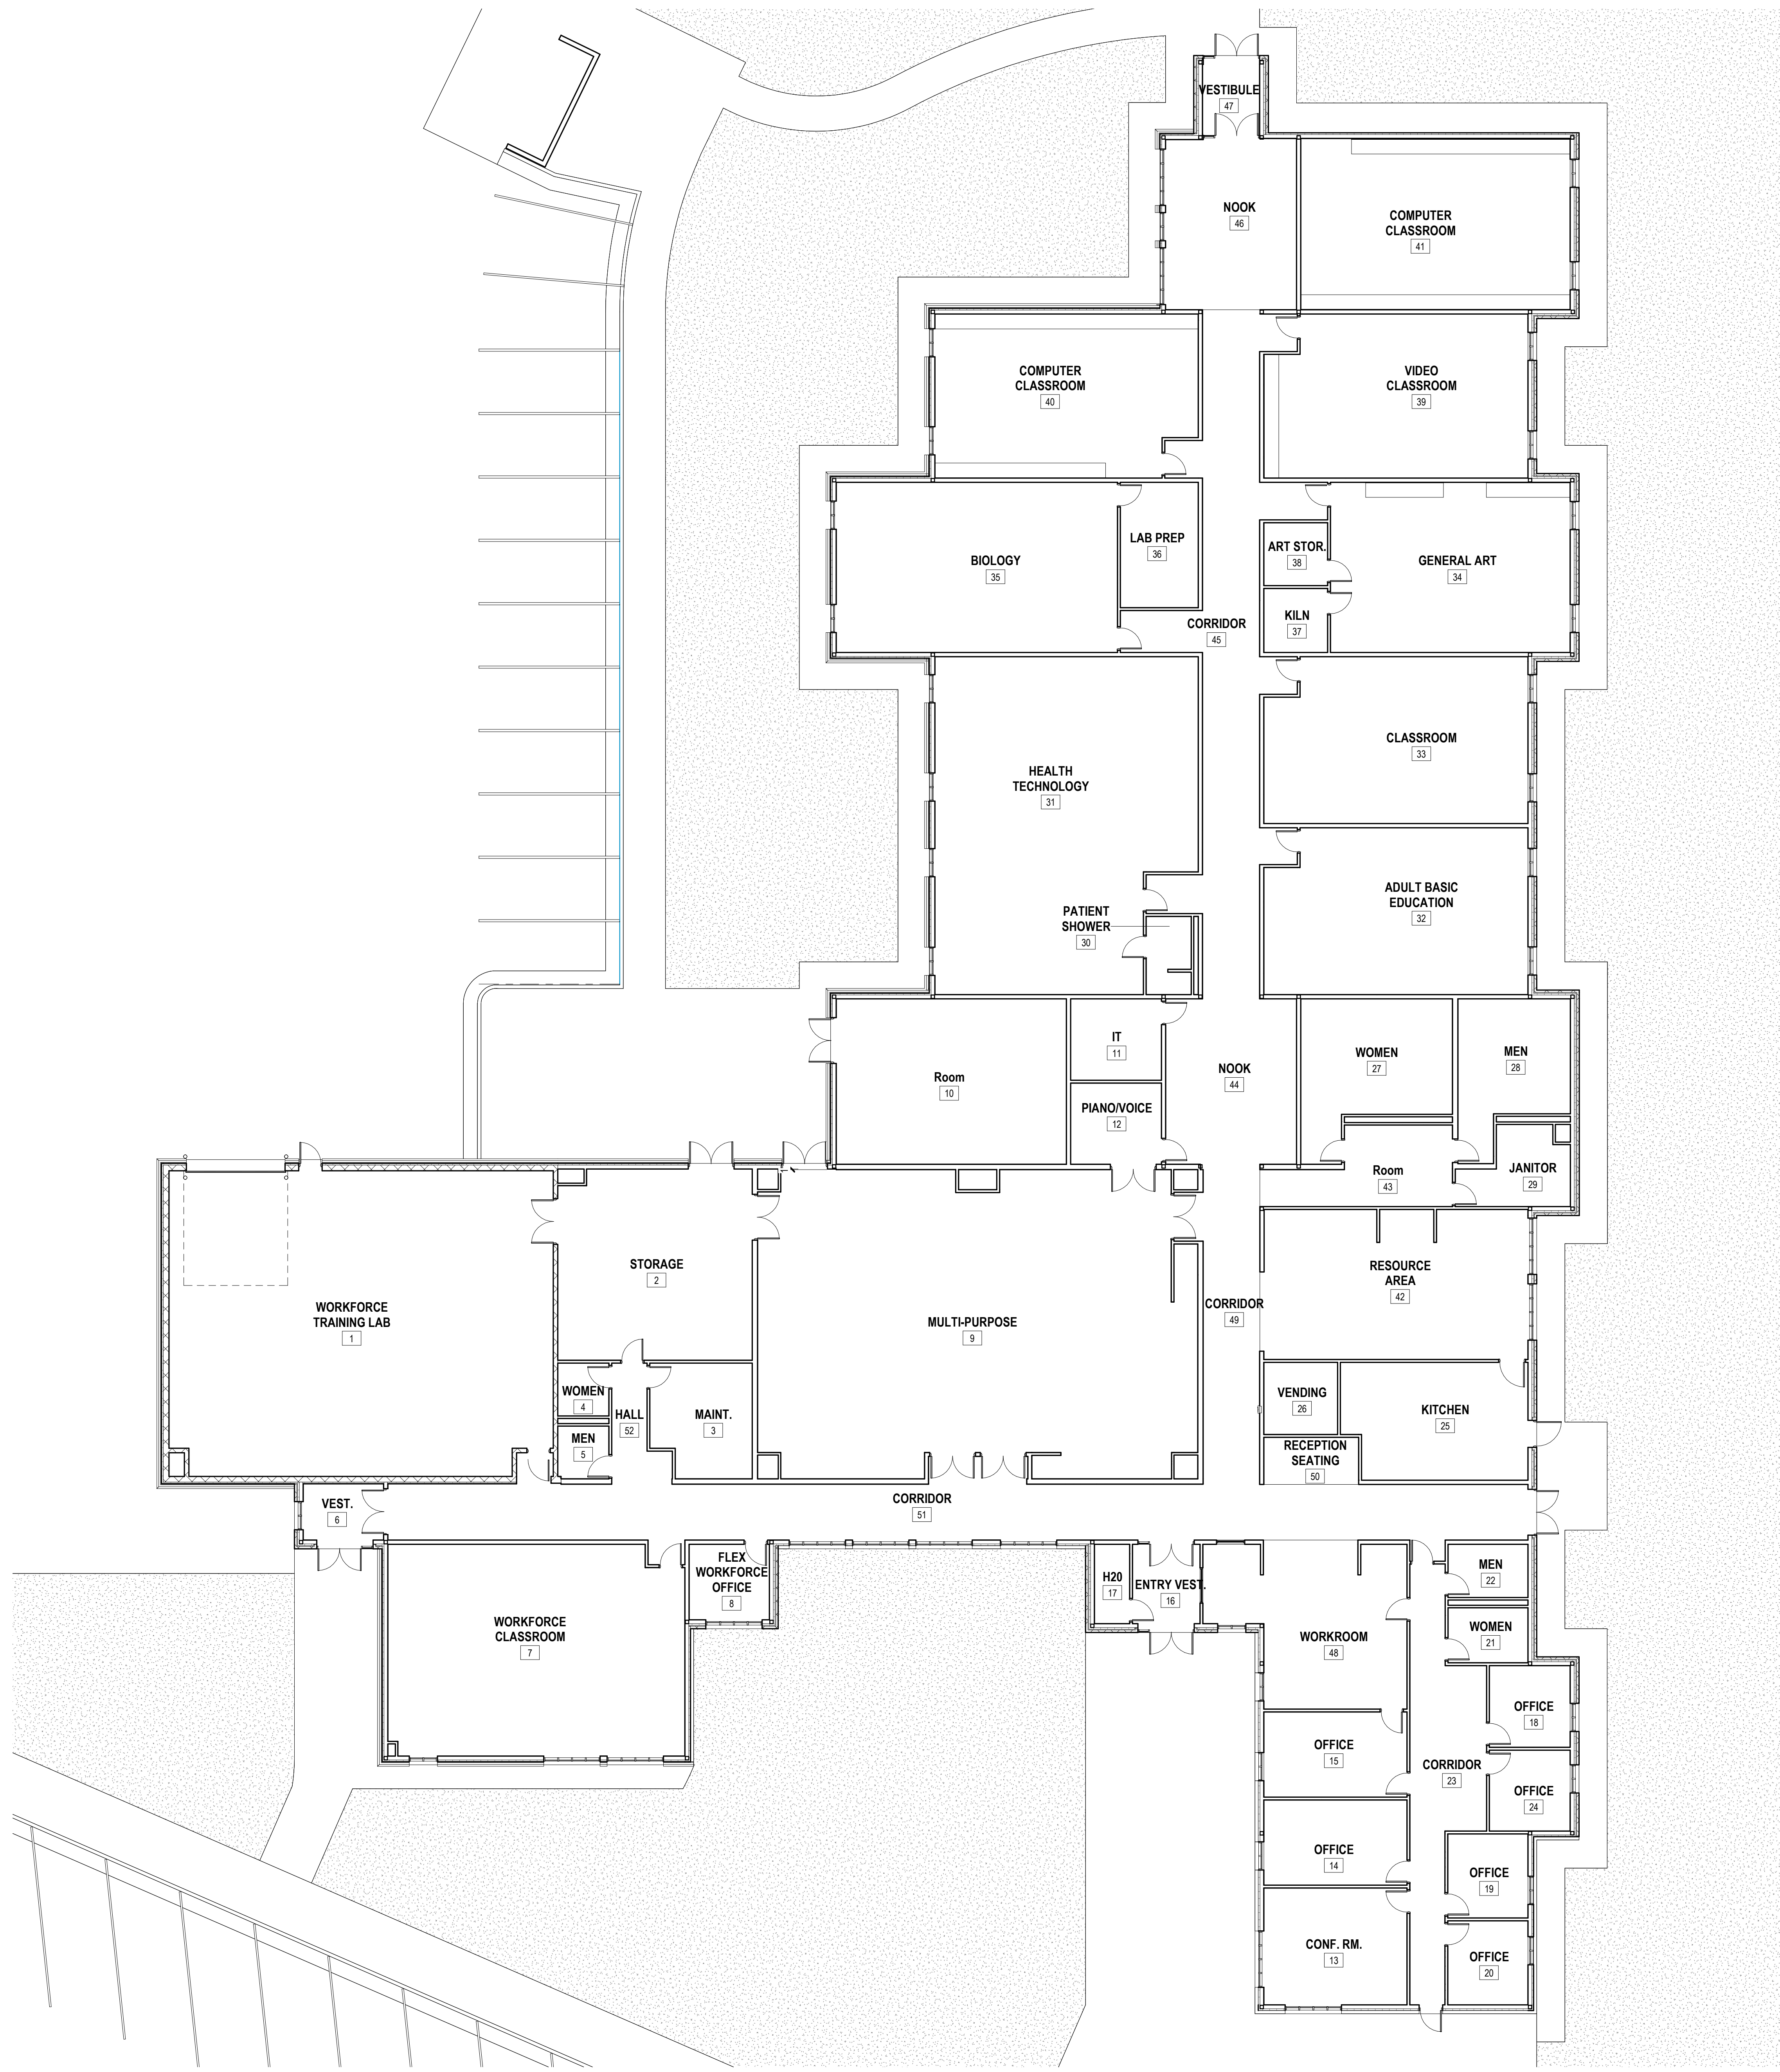 VESTIBULE
47
NOOK
46
COMPUTER
CLASSROOM
41
COMPUTER
CLASSROOM
40
VIDEO
CLASSROOM
39
LAB PREP
36
ART STOR.
38
BIOLOGY
35
GENERAL ART
34
KILN
37
CORRIDOR
45
CLASSROOM
33
HEALTH
TECHNOLOGY
31
ADULT BASIC
EDUCATION
32
PATIENT
SHOWER
30
IT
11
WOMEN
27
MEN
28
Room
10
NOOK
44
PIANO/VOICE
12
Room
43
JANITOR
29
STORAGE
2
RESOURCE
AREA
42
WORKFORCE
TRAINING LAB
1
MULTI-PURPOSE
9
CORRIDOR
49
WOMEN
4
HALL
52
MAINT.
3
VENDING
26
KITCHEN
25
MEN
5
RECEPTION
SEATING
50
VEST.
6
CORRIDOR
51
FLEX
WORKFORCE
OFFICE
8
H20
17
ENTRY VEST.
16
MEN
22
WORKFORCE
CLASSROOM
7
WORKROOM
48
WOMEN
21
OFFICE
18
OFFICE
15
CORRIDOR
23
OFFICE
24
OFFICE
14
OFFICE
19
CONF. RM.
13
OFFICE
20